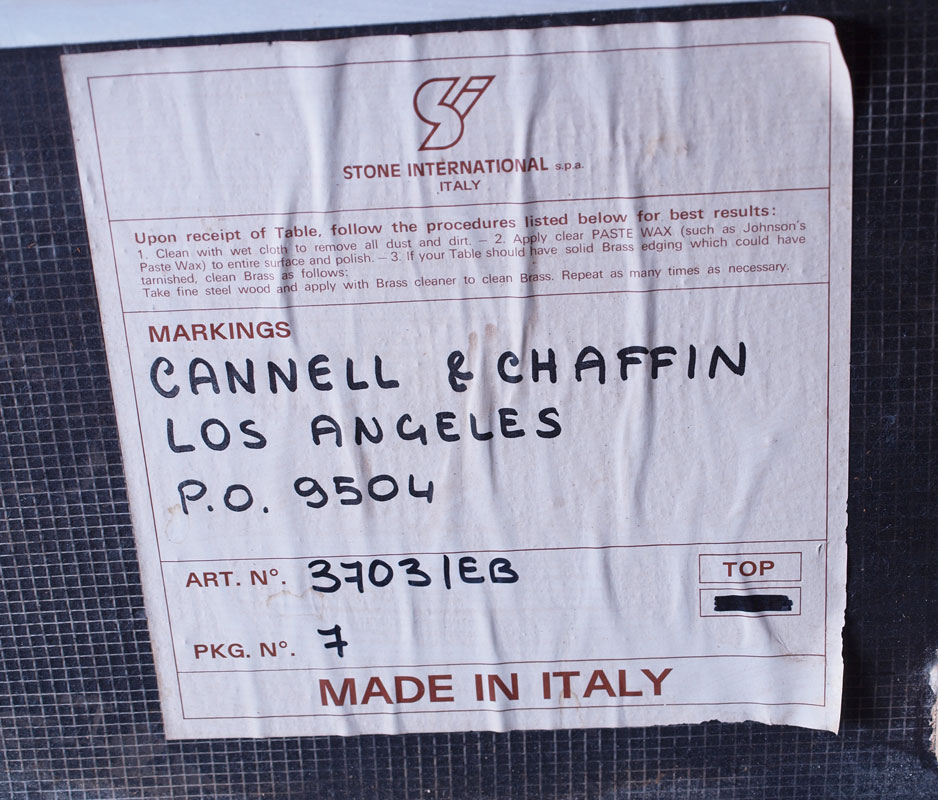 Si
STONE INTERNATIONAL s.p.a.
ITALY
Upon receipt of Table, follow the procedures listed below for best results:
1. Clean with wet cloth to remove all dust and dirt. – 2. Apply clear PASTE WAX (such as Johnson's
Paste Wax) to entire surface and polish. – 3. If your Table should have solid Brass edging which could have
tarnished, clean Brass as follows:
Take fine steel wood and apply with Brass cleaner to clean Brass. Repeat as many times as necessary.
MARKINGS
CANNELL & CHAFFIN
LOS ANGELES
P.O. 9504
ART. N°. 3703/EB
TOP
PKG. N°. 7
MADE IN ITALY